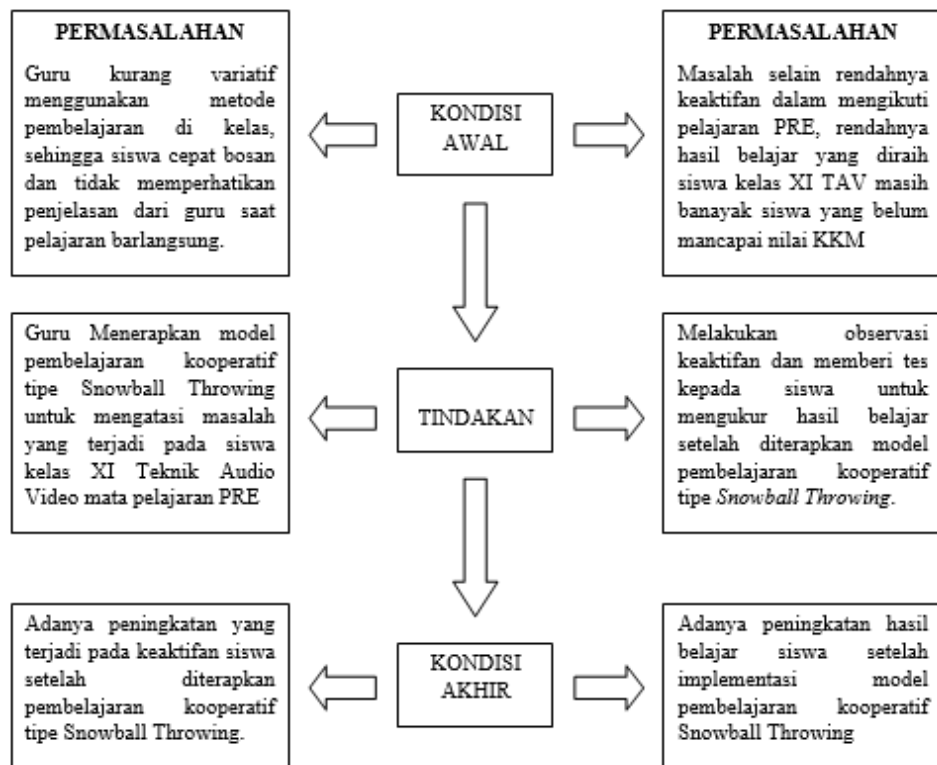 PERMASALAHAN
Guru kurang variatif
menggunakan metode
pembelajaran di kelas,
sehingga siswa cepat bosan
dan tidak memperhatikan
penjelasan dari guru saat
pelajaran barlangsung.
KONDISI
AWAL
PERMASALAHAN
Masalah selain rendahnya
keaktifan dalam mengikuti
pelajaran PRE, rendahnya
hasil belajar yang diraih
siswa kelas XI TAV masih
banayak siswa yang belum
mancapai nilai KKM
Guru Menerapkan model
pembelajaran kooperatif
tipe Snowball Throwing
untuk mengatasi masalah
yang terjadi pada siswa
kelas XI Teknik Audio
Video mata pelajaran PRE
TINDAKAN
Melakukan observasi
keaktifan dan memberi tes
kepada siswa untuk
mengukur hasil belajar
setelah diterapkan model
pembelajaran kooperatif
tipe Snowball Throwing.
Adanya peningkatan yang
terjadi pada keaktifan siswa
setelah diterapkan
pembelajaran kooperatif
tipe Snowball Throwing.
KONDISI
AKHIR
Adanya peningkatan hasil
belajar siswa setelah
implementasi model
pembelajaran kooperatif
Snowball Throwing